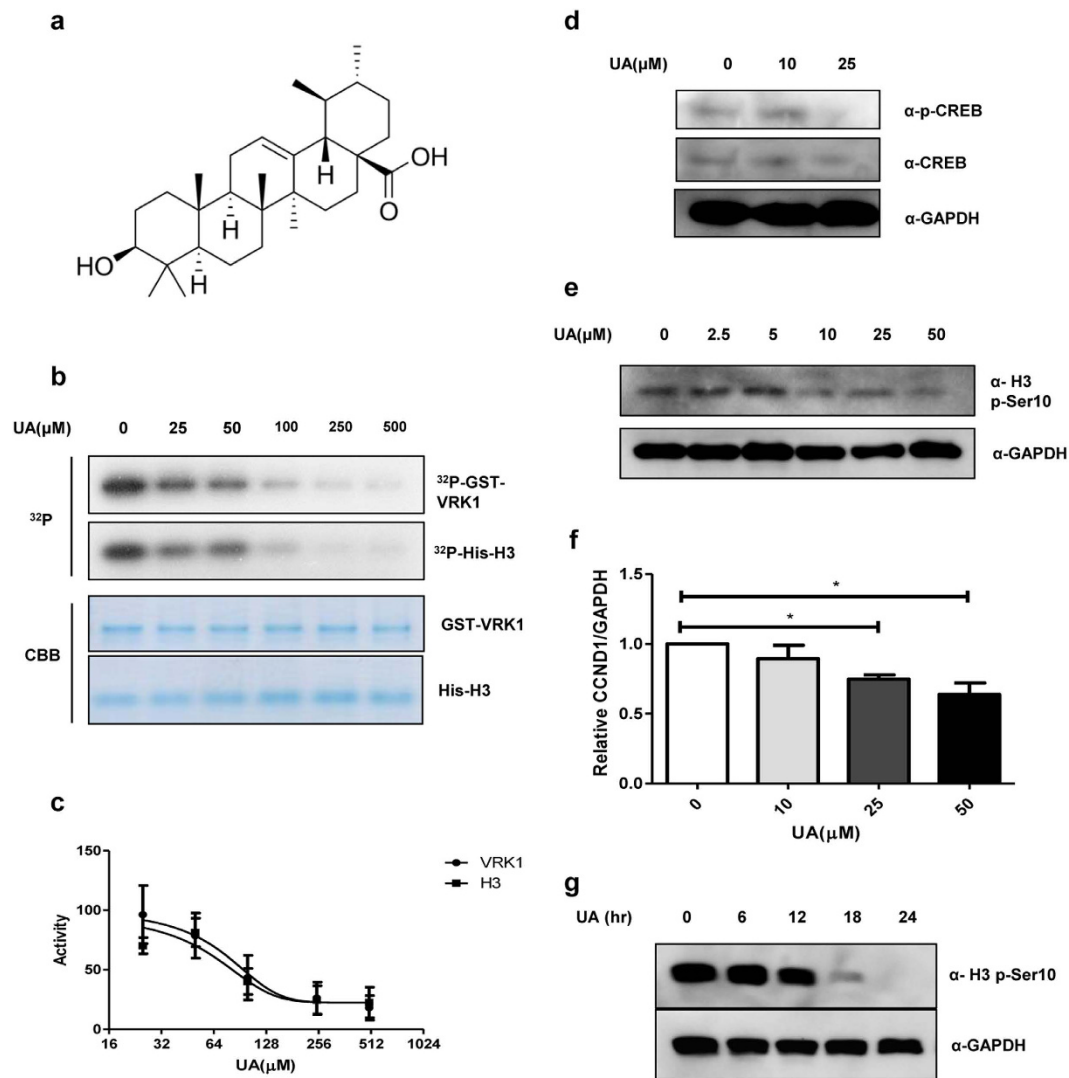 a
H
H
H
HO
OH
O
b
UA(μM) 0 25 50 100 250 500
32P
32P-GST-
VRK1
32P-His-H3
CBB
GST-VRK1
His-H3
c
150
100
50
0
Activity
16 32 64 128 256 512 1024
UA(μM)
VRK1
H3
d
UA(μM) 0 10 25
α-p-CREB
α-CREB
α-GAPDH
e
UA(μM) 0 2.5 5 10 25 50
α- H3
p-Ser10
α-GAPDH
f
Relative CCND1/GAPDH
1.5
1.0
0.5
0.0
*
*
0 10 25 50
UA(μM)
g
UA (hr) 0 6 12 18 24
α- H3 p-Ser10
α-GAPDH